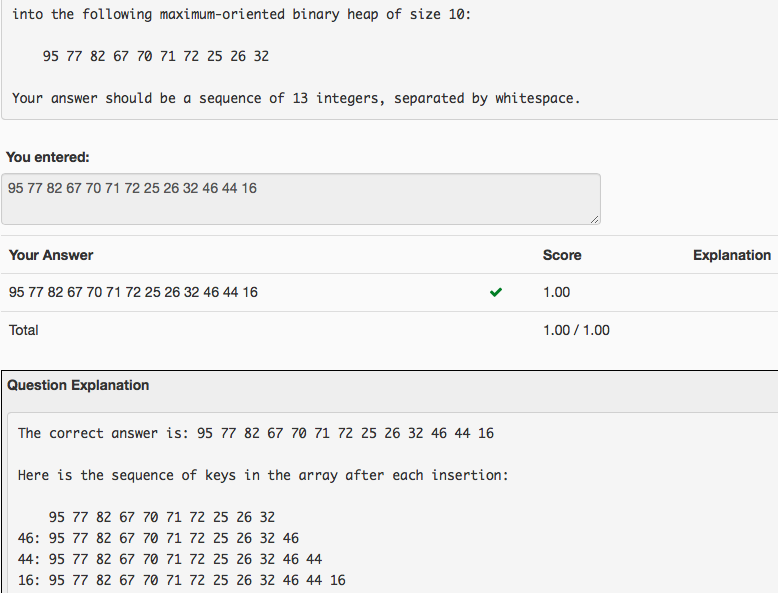 into the following maximum-oriented binary heap of size 10:
95 77 82 67 70 71 72 25 26 32
Your answer should be a sequence of 13 integers, separated by whitespace.
You entered:
95 77 82 67 70 71 72 25 26 32 46 44 16
Your Answer Score Explanation
95 77 82 67 70 71 72 25 26 32 46 44 16 1.00
Total 1.00 / 1.00
Question Explanation
The correct answer is: 95 77 82 67 70 71 72 25 26 32 46 44 16
Here is the sequence of keys in the array after each insertion:
95 77 82 67 70 71 72 25 26 32
46: 95 77 82 67 70 71 72 25 26 32 46
44: 95 77 82 67 70 71 72 25 26 32 46 44
16: 95 77 82 67 70 71 72 25 26 32 46 44 16